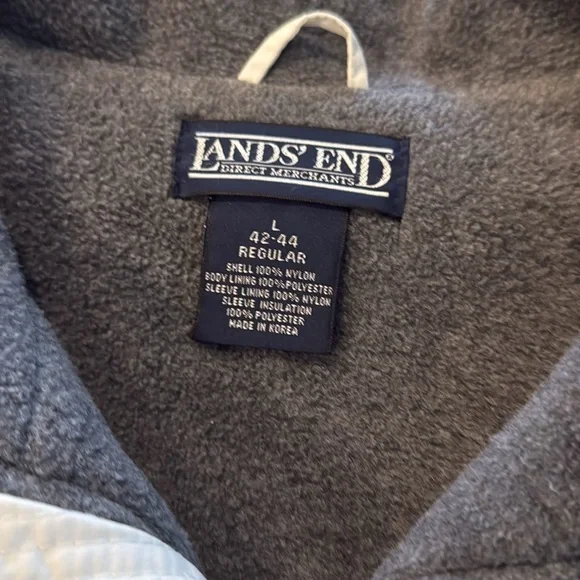 LANDS' END®
DIRECT MERCHANTS
L
42-44
REGULAR
SHELL 100% NYLON
BODY LINING 100% POLYESTER
SLEEVE LINING 100% NYLON
SLEEVE INSULATION
100% POLYESTER
MADE IN KOREA